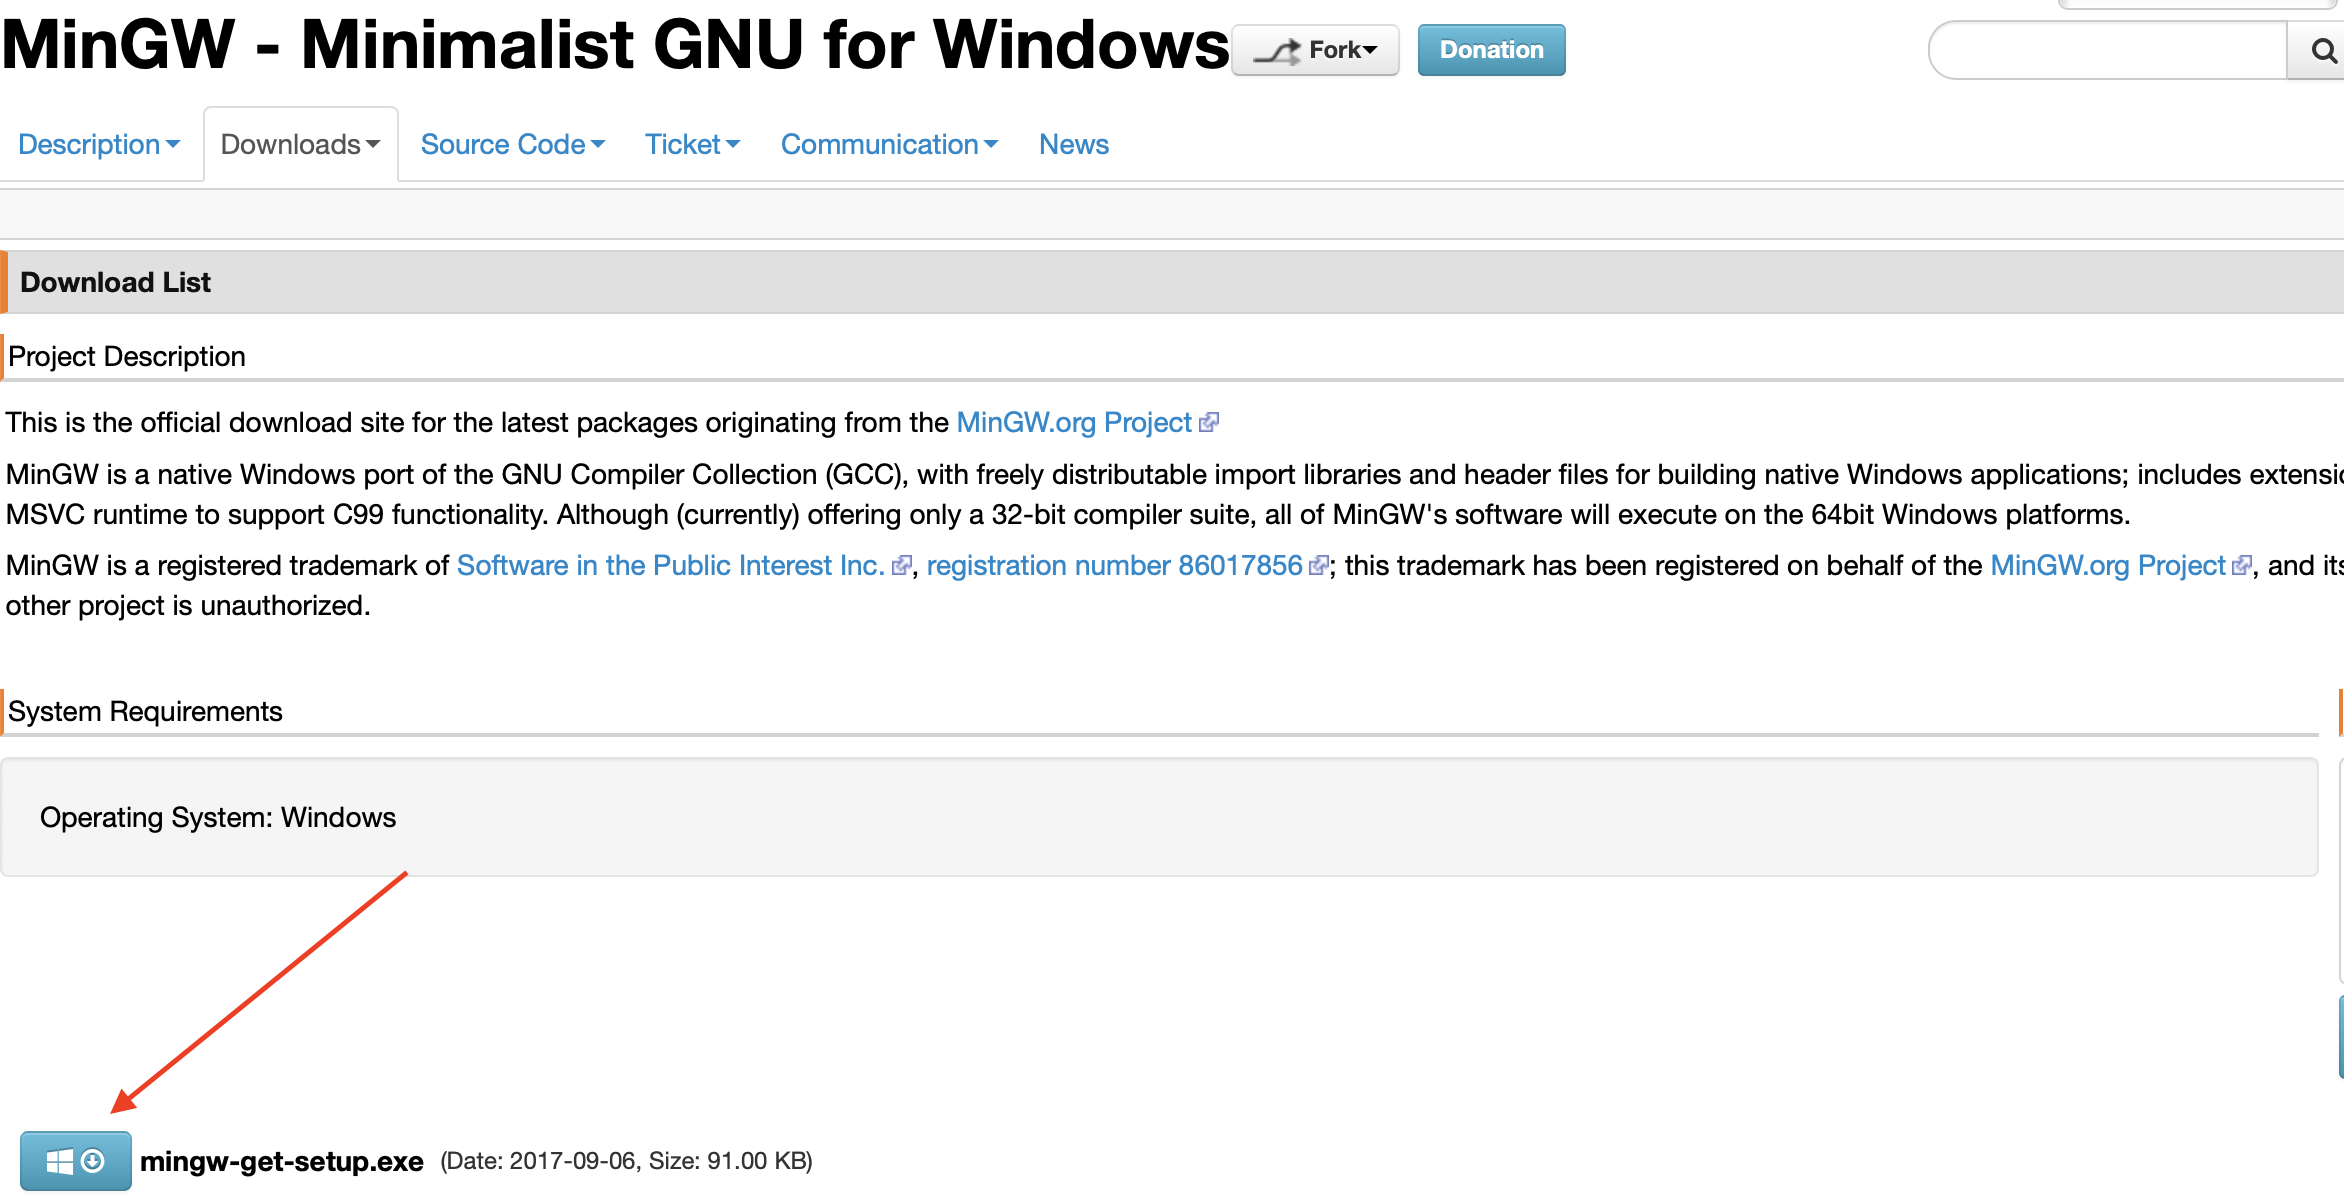 MinGW - Minimalist GNU for Windows Fork Donation
Description Downloads Source Code Ticket Communication News
Download List
Project Description
This is the official download site for the latest packages originating from the MinGW.org Project
MinGW is a native Windows port of the GNU Compiler Collection (GCC), with freely distributable import libraries and header files for building native Windows applications; includes
MSVC runtime to support C99 functionality. Although (currently) offering only a 32-bit compiler suite, all of MinGW's software will execute on the 64bit Windows platforms.
MinGW is a registered trademark of Software in the Public Interest Inc. , registration number 86017856 ; this trademark has been registered on behalf of the MinGW.org Project , and
other project is unauthorized.
System Requirements
Operating System: Windows
mingw-get-setup.exe (Date: 2017-09-06, Size: 91.00 KB)